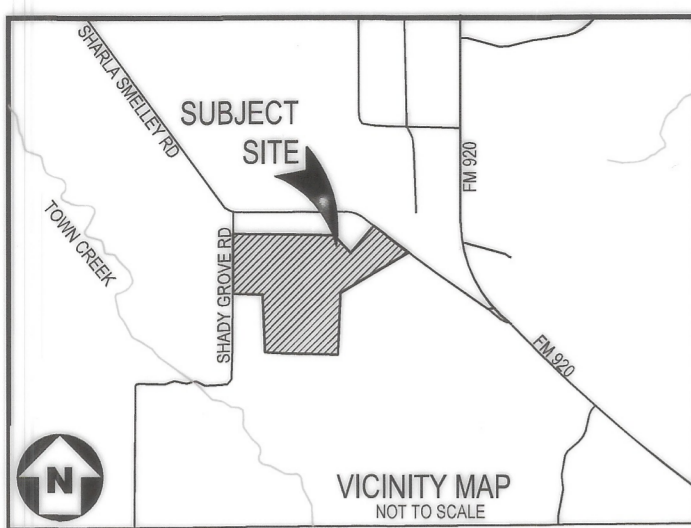 SHARLA SMELLEY RD
SUBJECT
SITE
FM 920
TOWN CREEK
SHADY GROVE RD
FM 920
N
VICINITY MAP
NOT TO SCALE